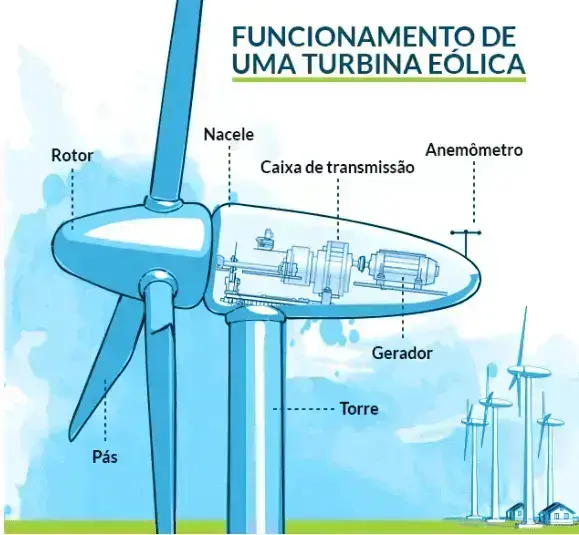 FUNCIONAMENTO DE
UMA TURBINA EÓLICA
Nacele
Rotor
Caixa de transmissão
Anemômetro
Gerador
Torre
Pás